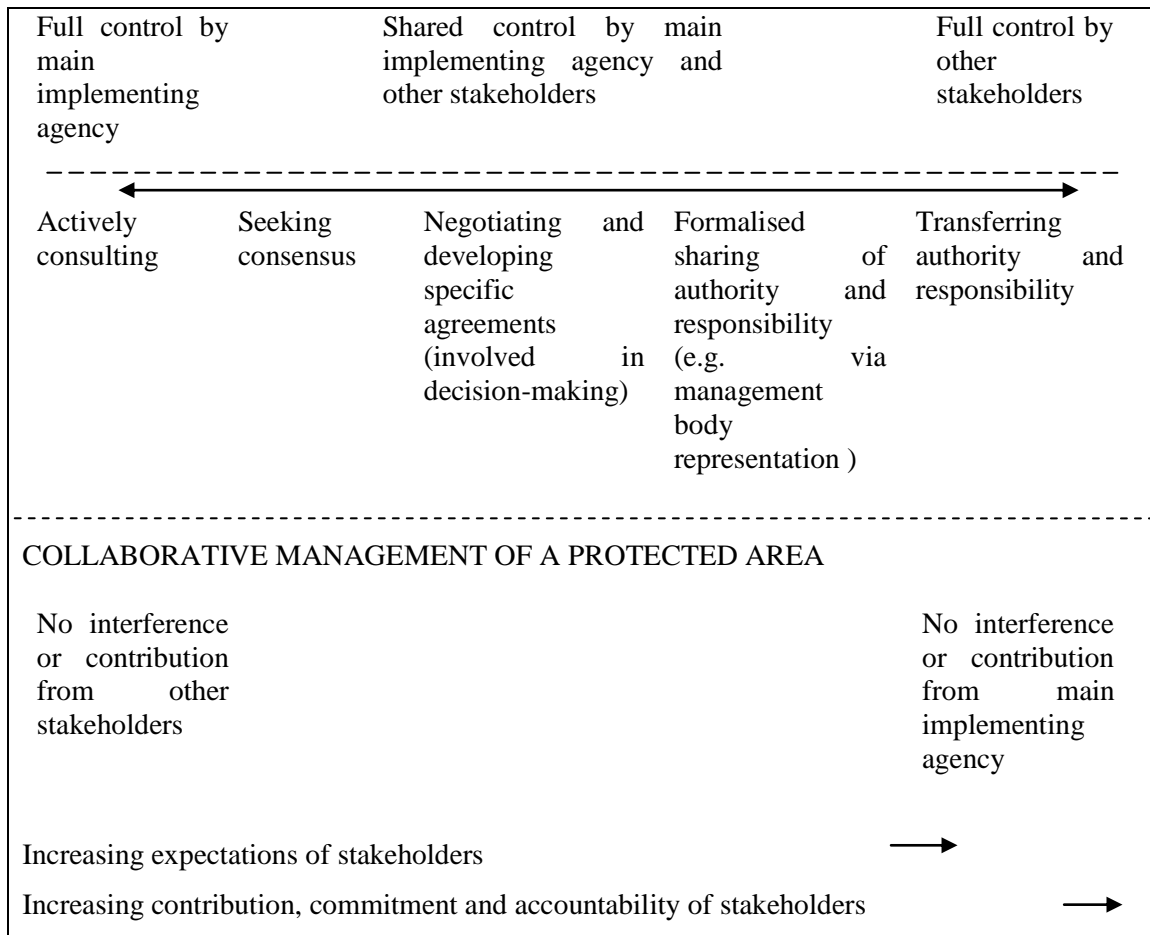 Full control by
main
implementing
agency
Shared control by main
implementing agency and
other stakeholders
Full control by
other
stakeholders
Actively
consulting
Seeking
consensus
Negotiating and
developing
specific
agreements
(involved in
decision-making)
Formalised
sharing of
authority and
responsibility
(e.g. via
management
body
representation )
Transferring
authority and
responsibility
COLLABORATIVE MANAGEMENT OF A PROTECTED AREA
No interference
or contribution
from other
stakeholders
No interference
or contribution
from main
implementing
agency
Increasing expectations of stakeholders
Increasing contribution, commitment and accountability of stakeholders